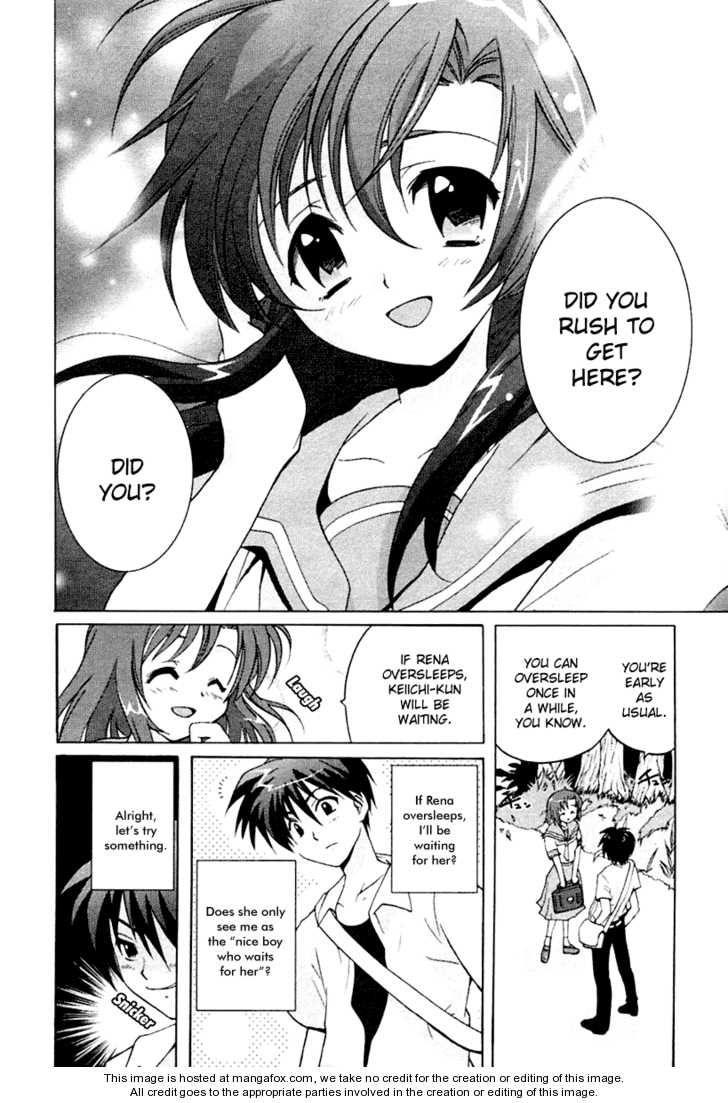 DID YOU
RUSH TO
GET
HERE?
DID
YOU?
YOU'RE
EARLY
AS
USUAL.
YOU CAN
OVERSLEEP
ONCE IN
A WHILE,
YOU KNOW.
IF RENA
OVERSLEEPS,
KEIICHI-KUN
WILL BE
WAITING.
Laugh
If Rena
oversleeps,
I'll be
waiting
for her?
Does she only
see me as
the "nice boy
who waits
for her"?
Alright,
let's try
something.
Snicker
This image is hosted at mangafox.com, we take no credit for the creation or editing of this image.
All credit goes to the appropriate parties involved in the creation or editing of this image.